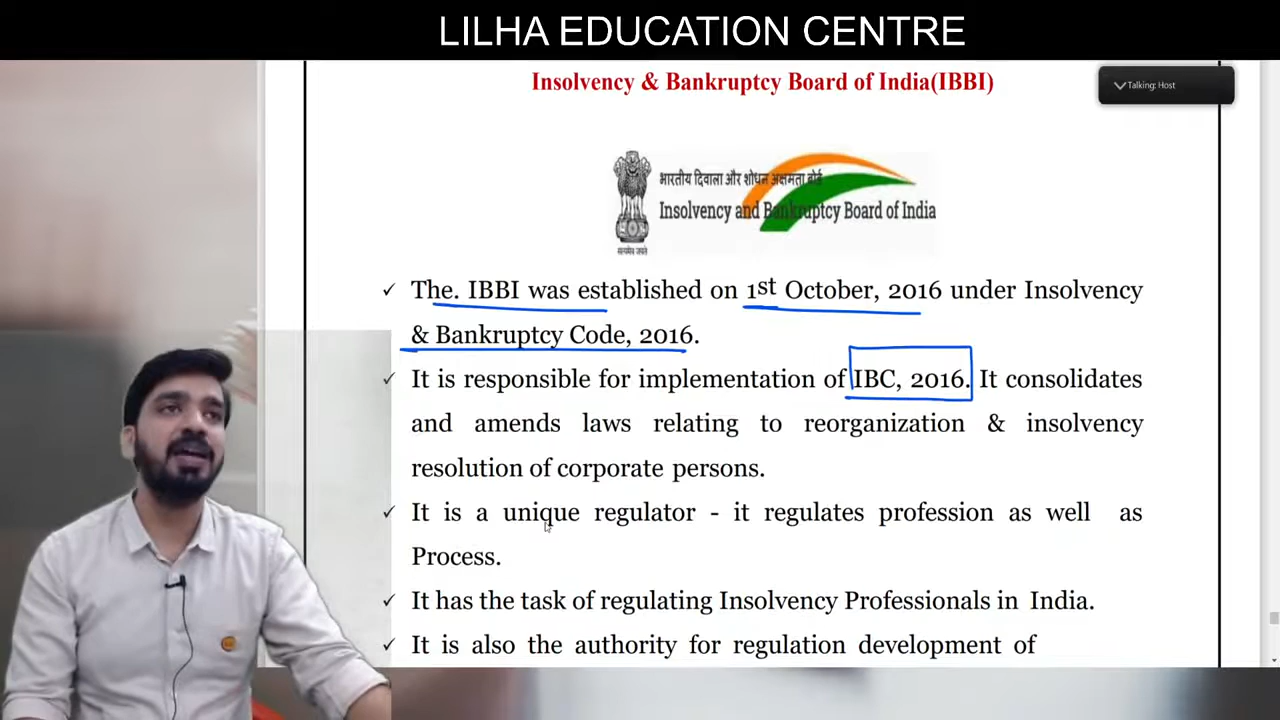 LILHA EDUCATION CENTRE
Insolvency & Bankruptcy Board of India(IBBI)
Talking: Host
भारतीय दिवाला और शोधन अक्षमता बोर्ड
Insolvency and Bankruptcy Board of India
सत्यमेव जयते
✓ The. IBBI was established on 1st October, 2016 under Insolvency
& Bankruptcy Code, 2016.
✓ It is responsible for implementation of IBC, 2016. It consolidates
and amends laws relating to reorganization & insolvency
resolution of corporate persons.
✓ It is a unique regulator - it regulates profession as well as
Process.
✓ It has the task of regulating Insolvency Professionals in India.
✓ It is also the authority for regulation development of